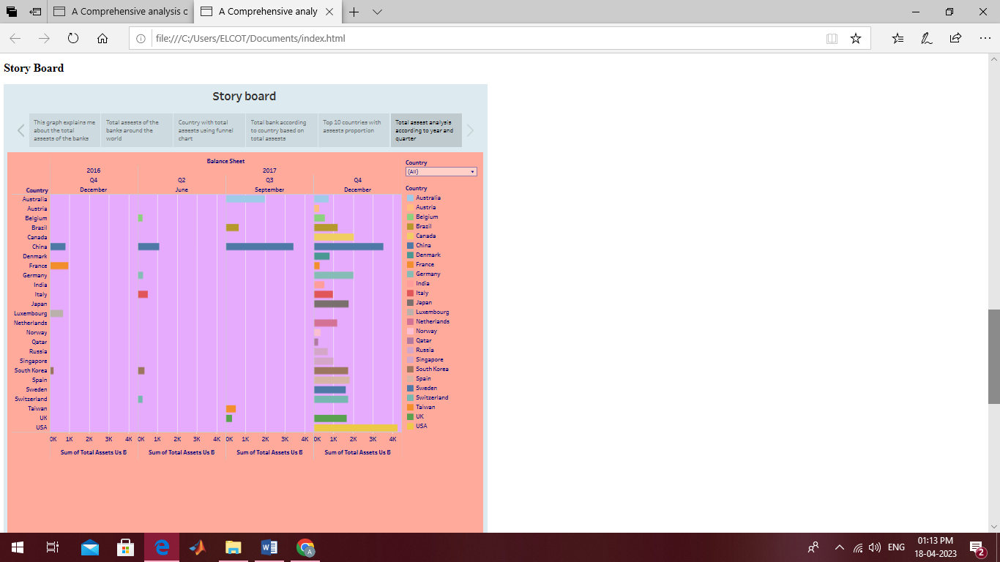 A Comprehensive analysis c
A Comprehensive analy
file:///C:/Users/ELCOT/Documents/index.html
Story Board
Story board
This graph explains me
about the total
assests of the banks
Total assests of the
banks around the
world
Country with total
assests using funnel
chart
Total bank according
to country based on
total assests
Top 10 countries with
assests proportion
Total assest analysis
according to year and
quarter
Balance Sheet
2016 2017
Q4 Q2 Q3 Q4
Country December June September December
Australia
Austria
Belgium
Brazil
Canada
China
Denmark
France
Germany
India
Italy
Japan
Luxembourg
Netherlands
Norway
Qatar
Russia
Singapore
South Korea
Spain
Sweden
Switzerland
Taiwan
UK
USA
0K 1K 2K 3K 4K 0K 1K 2K 3K 4K 0K 1K 2K 3K 4K 0K 1K 2K 3K 4K
Sum of Total Assets Us B Sum of Total Assets Us B Sum of Total Assets Us B Sum of Total Assets Us B
Country
(All)
Country
Australia
Austria
Belgium
Brazil
Canada
China
Denmark
France
Germany
India
Italy
Japan
Luxembourg
Netherlands
Norway
Qatar
Russia
Singapore
South Korea
Spain
Sweden
Switzerland
Taiwan
UK
USA
ENG
01:13 PM
18-04-2023
2
A